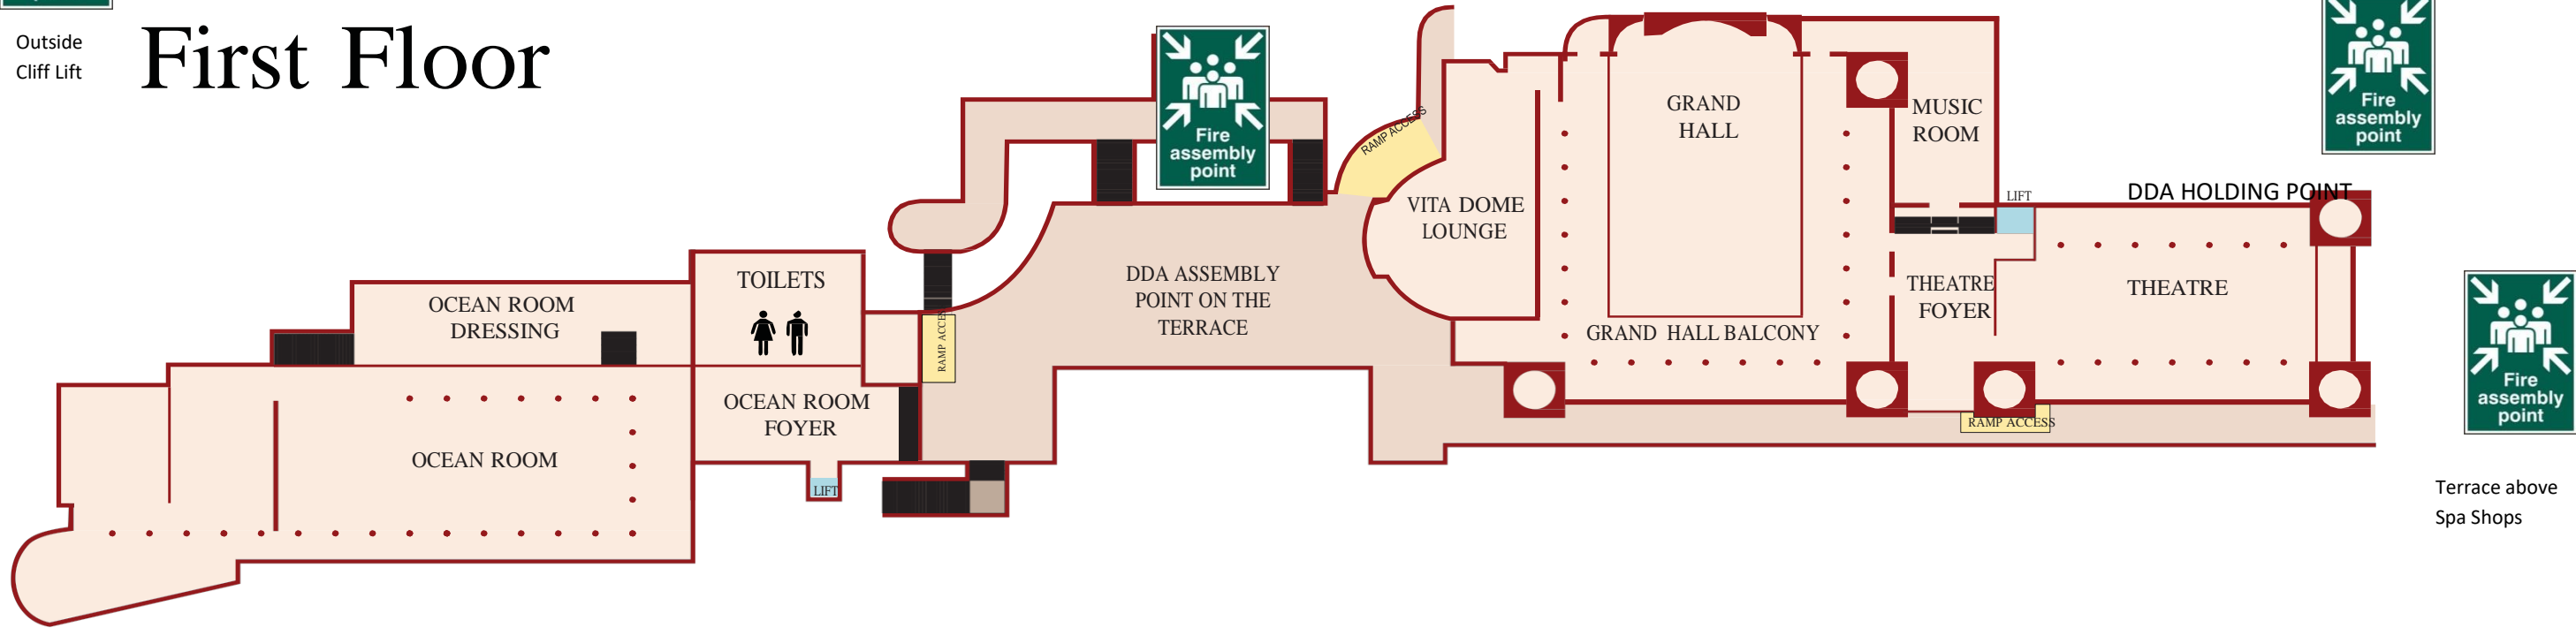 Outside
Cliff Lift
First Floor
Fire
assembly
point
Fire
assembly
point
RAMP ACCESS
GRAND
HALL
MUSIC
ROOM
DDA HOLDING POINT
LIFT
VITA DOME
LOUNGE
TOILETS
DDA ASSEMBLY
POINT ON THE
TERRACE
THEATRE
FOYER
THEATRE
OCEAN ROOM
DRESSING
RAMP ACCES
GRAND HALL BALCONY
Fire
assembly
point
OCEAN ROOM
FOYER
RAMP ACCESS
OCEAN ROOM
LIFT
Terrace above
Spa Shops